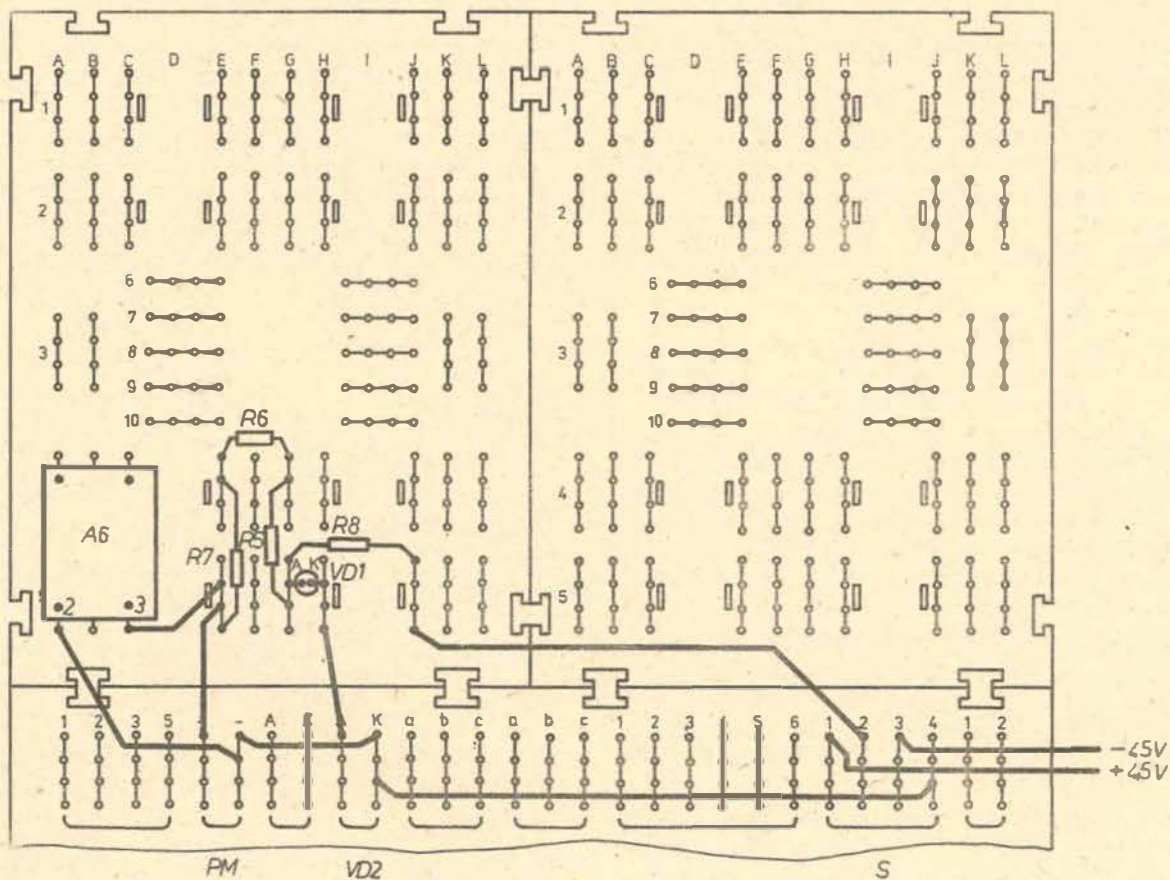 A B C D E F G H I J K L A B C D E F G H I J K L
1 1
2 2
6 6
7 7
3 8 3 8
9 9
10 10
R6
4
A6
R5 R8
R7
A K VD1
2 3 5
1 2 3 5 - A K a b c a b c 1 2 3 5 6 1 2 3 4 1 2
-45V
+45V
PM VD2 S